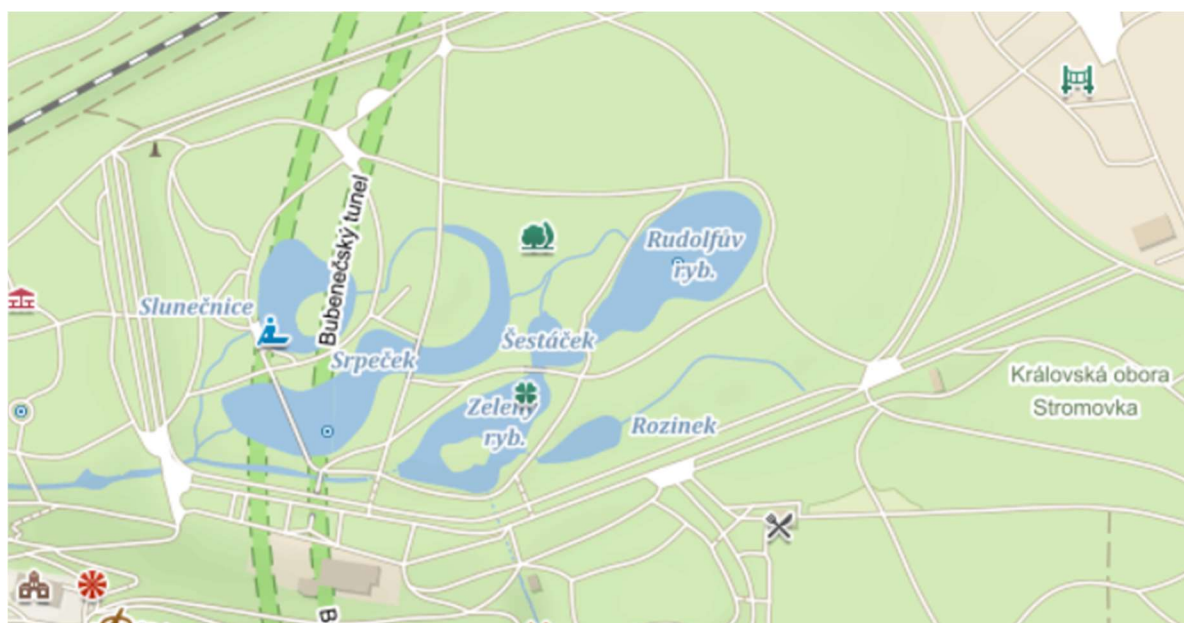 Bubenečský tunel
Rudolfův
ryb.
Slunečnice
Šestáček
Srpeček
Královská obora
Stromovka
Zelený
ryb.
Rozinek
B